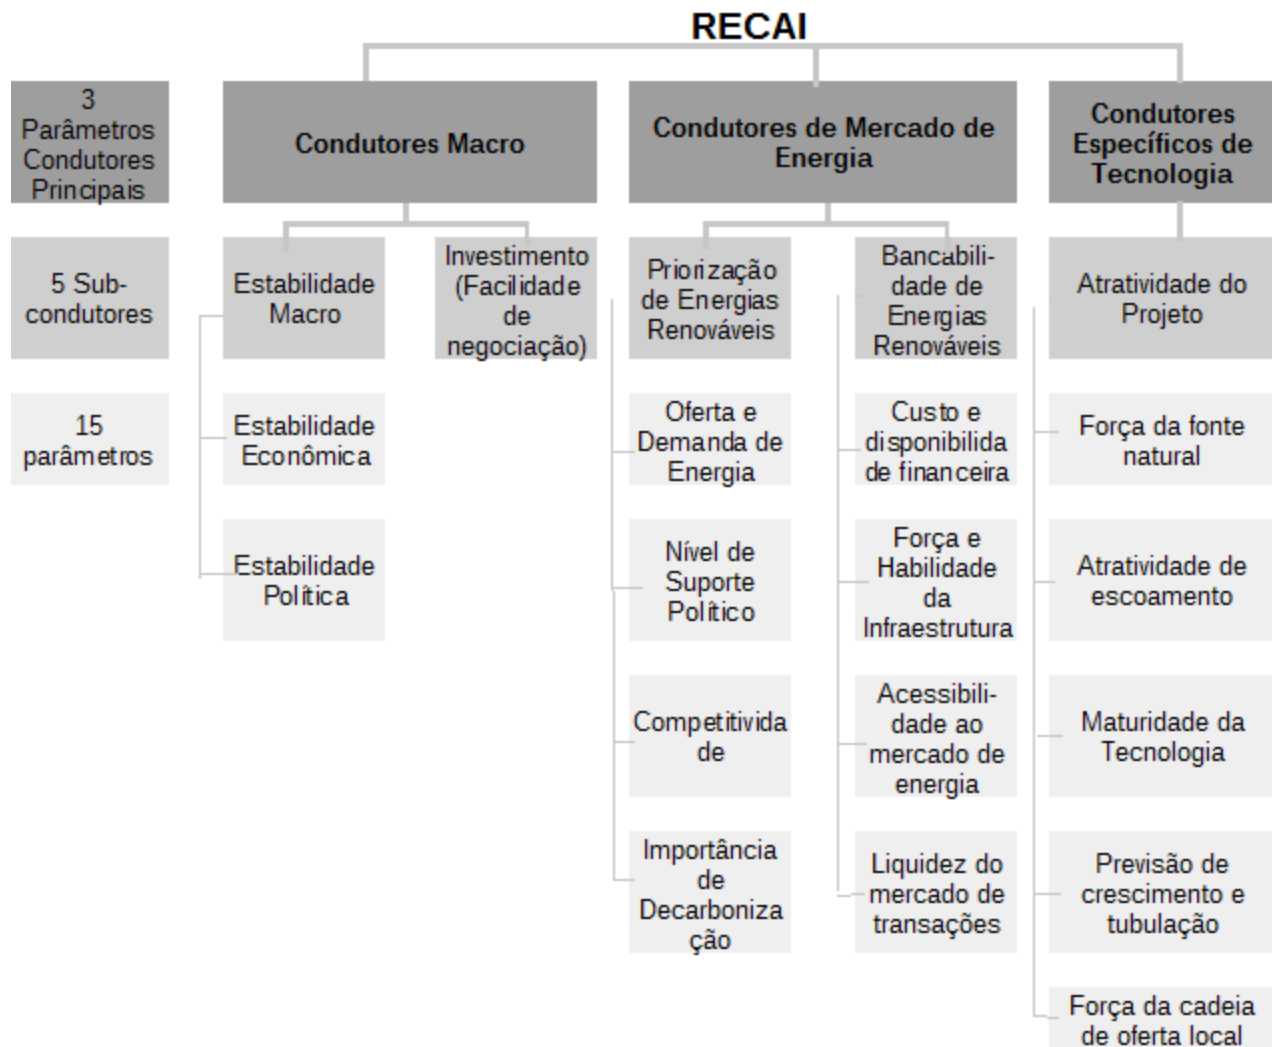 RECAI
3
Parâmetros
Condutores
Principais
Condutores Macro
Condutores de Mercado de
Energia
Condutores
Específicos de
Tecnologia
5 Sub-
condutores
Estabilidade
Macro
Investimento
(Facilidade
de
negociação)
Priorização
de Energias
Renováveis
Bancabili-
dade de
Energias
Renováveis
Atratividade do
Projeto
15
parâmetros
Estabilidade
Econômica
Oferta e
Demanda de
Energia
Custo e
disponibilida
de financeira
Força da fonte
natural
Estabilidade
Política
Nível de
Suporte
Político
Força e
Habilidade
da
Infraestrutura
Atratividade de
escoamento
Competitivida
de
Acessibili-
dade ao
mercado de
energia
Maturidade da
Tecnologia
Importância
de
Decarboniza
ção
Liquidez do
mercado de
transações
Previsão de
crescimento e
tubulação
Força da cadeia
de oferta local